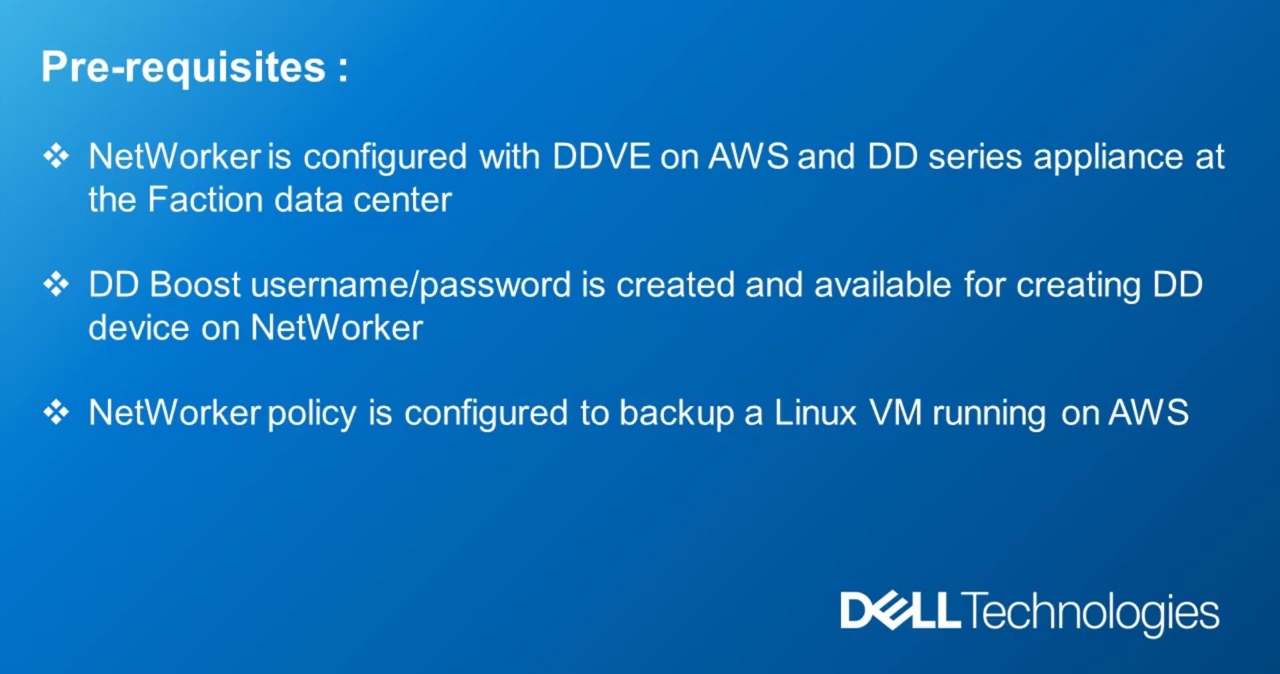 Pre-requisites :
❖ NetWorker is configured with DDVE on AWS and DD series appliance at
the Faction data center
❖ DD Boost username/password is created and available for creating DD
device on NetWorker
❖ NetWorker policy is configured to backup a Linux VM running on AWS
DELL Technologies